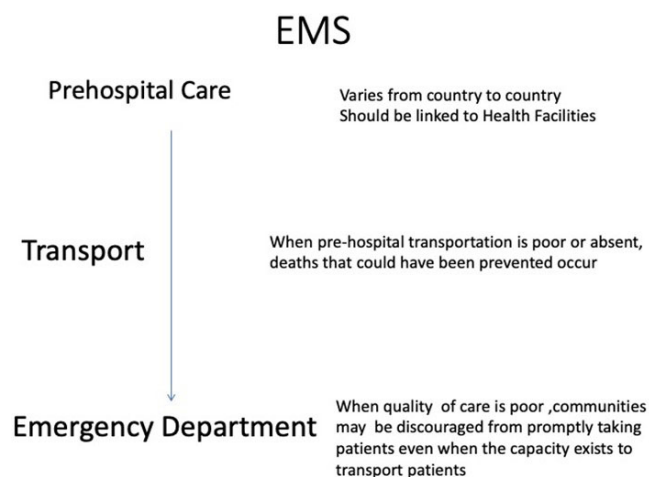 EMS
Prehospital Care
Varies from country to country
Should be linked to Health Facilities
Transport
When pre-hospital transportation is poor or absent,
deaths that could have been prevented occur
Emergency Department
When quality of care is poor ,communities
may be discouraged from promptly taking
patients even when the capacity exists to
transport patients